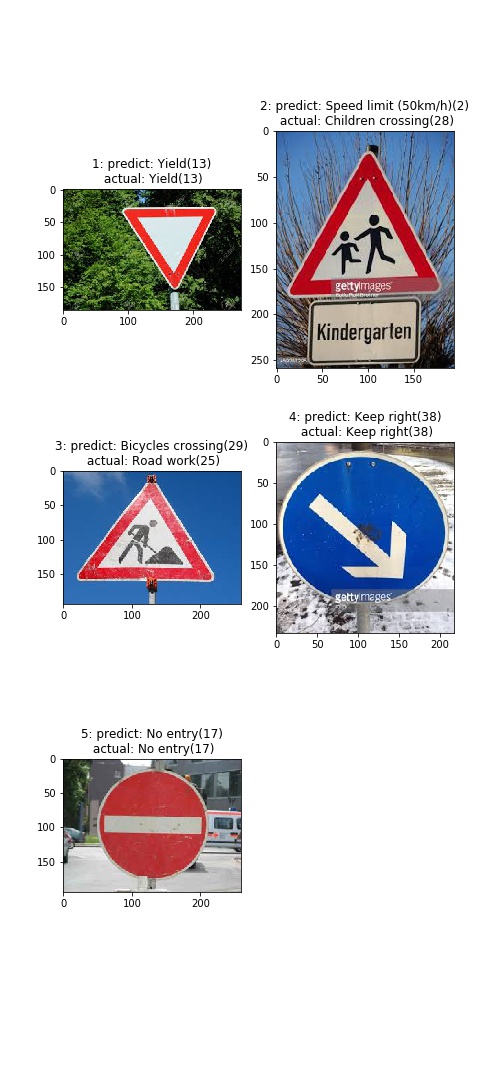 1: predict: Yield(13)
actual: Yield(13)
0
50
100
150
0 100 200
2: predict: Speed limit (50km/h)(2)
actual: Children crossing(28)
0
50
100
150
200
250
gettyimages
Kindergarten
0 50 100 150
3: predict: Bicycles crossing(29)
actual: Road work(25)
0
50
100
150
0 100 200
4: predict: Keep right(38)
actual: Keep right(38)
0
50
100
150
200
gettyimages
0 50 100 150 200
5: predict: No entry(17)
actual: No entry(17)
0
50
100
150
0 100 200